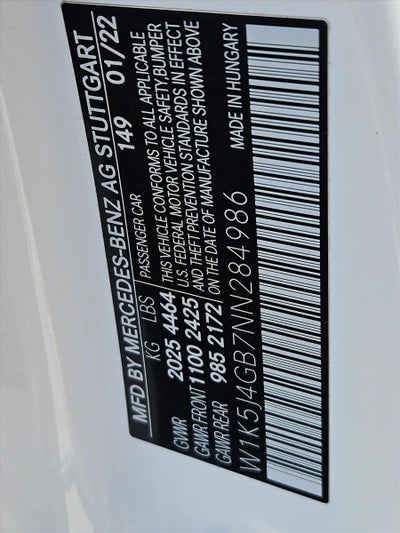 MFD BY MERCEDES-BENZ AG STUTTGART
149 01/22
KG LBS PASSENGER CAR
GVWR 2025 4464
GAWR FRONT 1100 2425
GAWR REAR 985 2172
THIS VEHICLE CONFORMS TO ALL APPLICABLE
U.S. FEDERAL MOTOR VEHICLE SAFETY,BUMPER
AND THEFT PREVENTION STANDARDS IN EFFECT
ON THE DATE OF MANUFACTURE SHOWN ABOVE
W1K5J4GB7NN284986 MADE IN HUNGARY